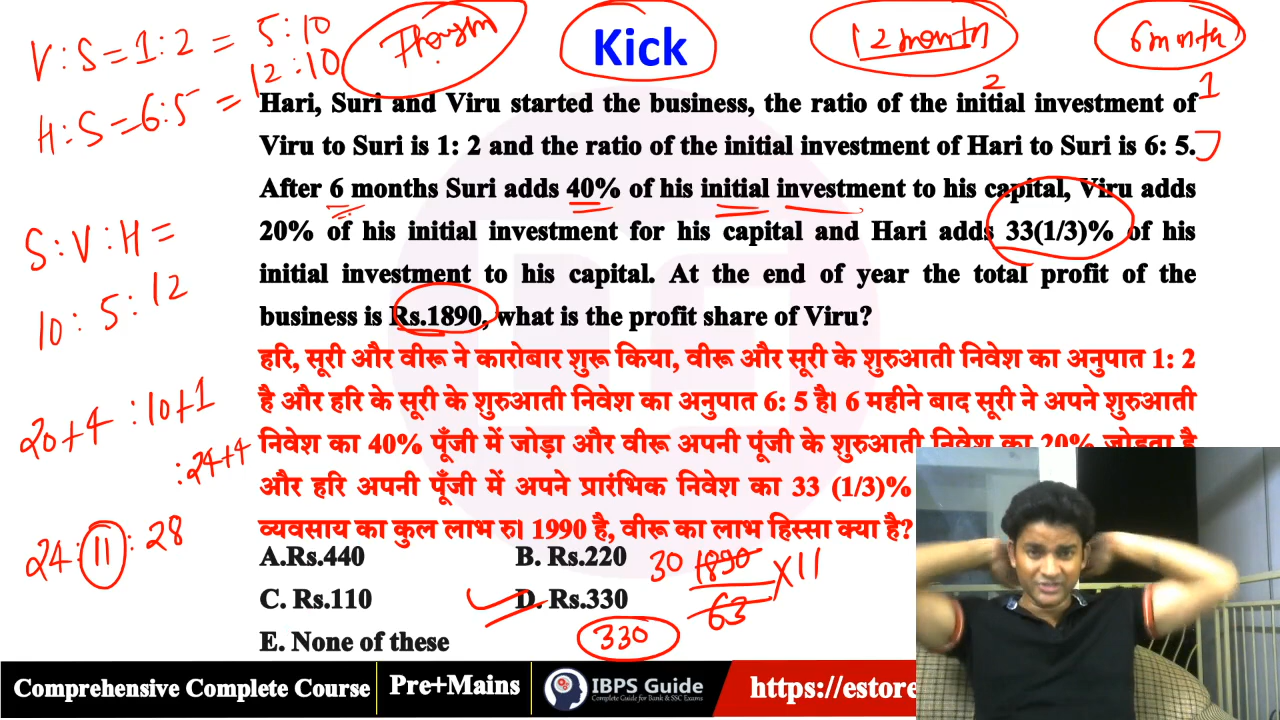 V:S=1:2 = 5:10
H:S=6:5 = 12:10
Kick
12 month
6 month
2
1
Hari, Suri and Viru started the business, the ratio of the initial investment of
Viru to Suri is 1: 2 and the ratio of the initial investment of Hari to Suri is 6: 5.
After 6 months Suri adds 40% of his initial investment to his capital, Viru adds
20% of his initial investment for his capital and Hari adds 33(1/3)% of his
initial investment to his capital. At the end of year the total profit of the
business is Rs.1890, what is the profit share of Viru?
S:V:H=
10:5:12
20+4:10+1
:24+4
24:11:28
हरि, सूरी और वीरू ने कारोबार शुरू किया, वीरू और सूरी के शुरुआती निवेश का अनुपात 1: 2
है और हरि के सूरी के शुरुआती निवेश का अनुपात 6: 5 है। 6 महीने बाद सूरी ने अपने शुरुआती
निवेश का 40% पूँजी में जोड़ा और वीरू अपनी पूंजी के शुरुआती निवेश का 20% जोड़ता है
और हरि अपनी पूँजी में अपने प्रारंभिक निवेश का 33 (1/3)%
व्यवसाय का कुल लाभ रु। 1990 है, वीरू का लाभ हिस्सा क्या है?
A.Rs.440
B. Rs.220
C. Rs.110
D. Rs.330
E. None of these
30 1890
63
×11
330
Comprehensive Complete Course
Pre+Mains
IBPS Guide
Complete Guide for Bank & SSC Exams
https://estore